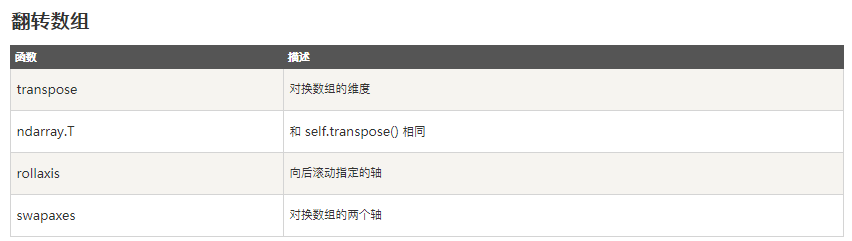 翻转数组
函数 描述
transpose 对换数组的维度
ndarray.T 和 self.transpose() 相同
rollaxis 向后滚动指定的轴
swapaxes 对换数组的两个轴